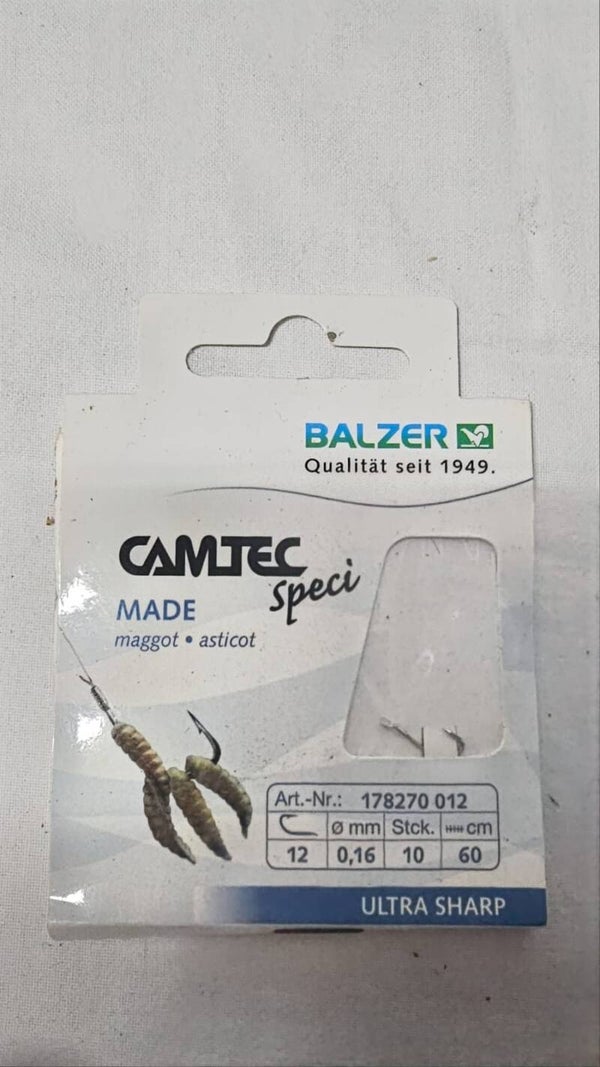 BALZER
Qualität seit 1949.
CAMTEC
speci
MADE
maggot • asticot
Art.-Nr.: 178270 012
Ø mm Stck. cm
12 0,16 10 60
ULTRA SHARP